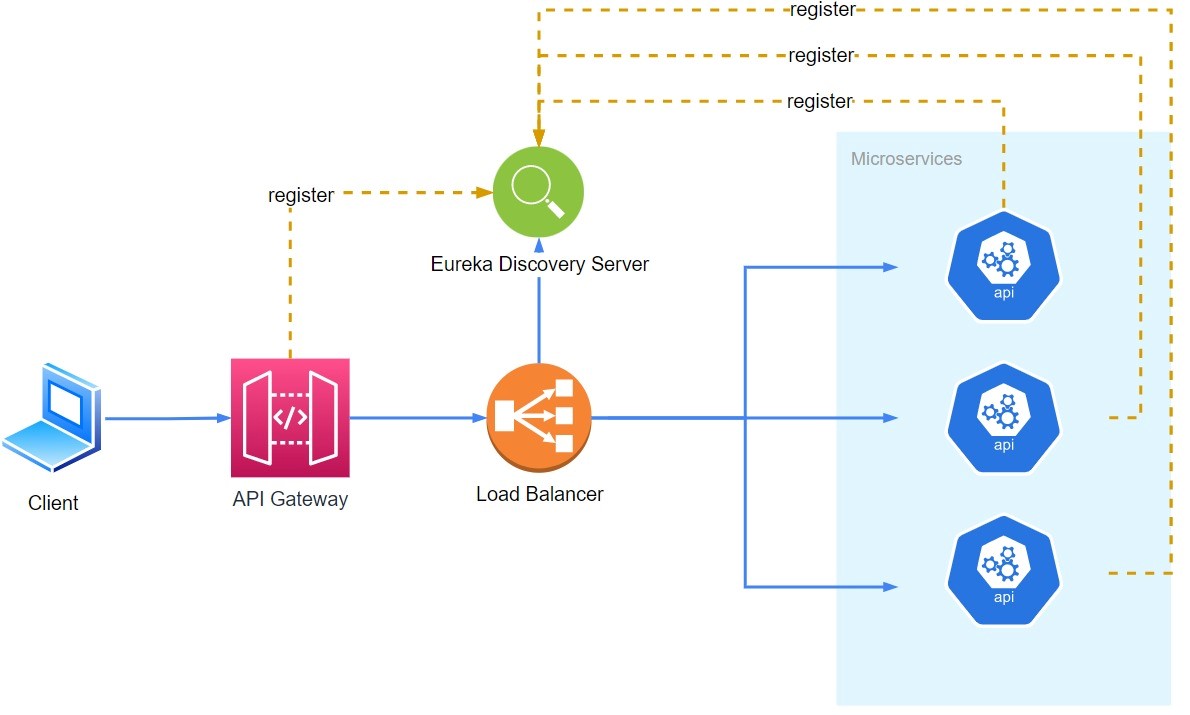 register
register
register
Microservices
register
Eureka Discovery Server
api
api
Client
API Gateway
Load Balancer
api